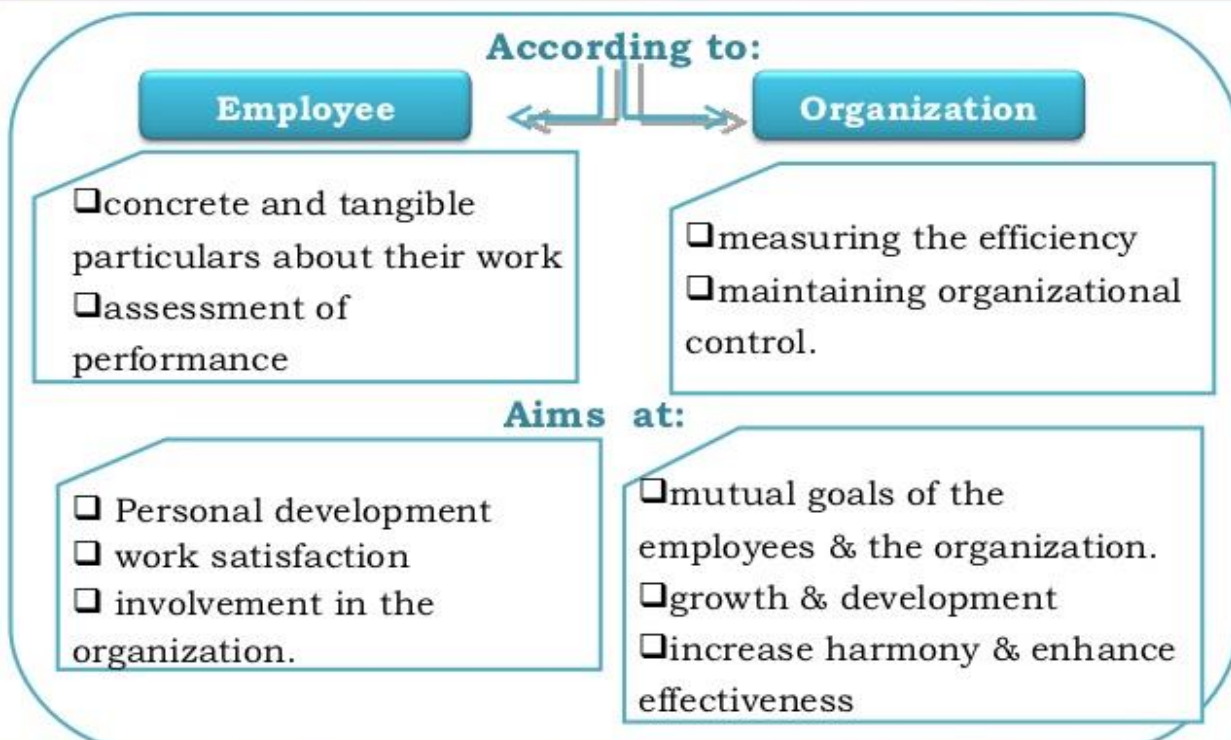 According to:
Employee
Organization
❑concrete and tangible
particulars about their work
❑assessment of
performance
❑measuring the efficiency
❑maintaining organizational
control.
Aims at:
❑ Personal development
❑ work satisfaction
❑ involvement in the
organization.
❑mutual goals of the
employees & the organization.
❑growth & development
❑increase harmony & enhance
effectiveness